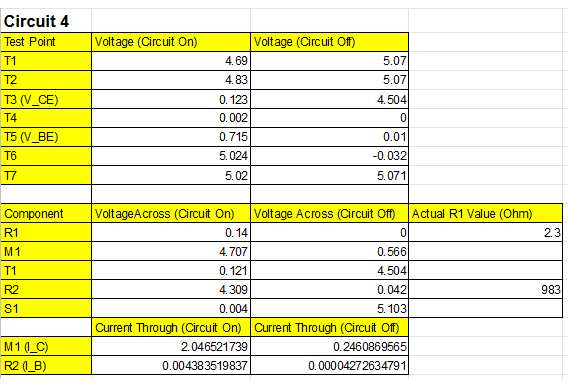 Circuit 4
Test Point Voltage (Circuit On) Voltage (Circuit Off)
T1 4.69 5.07
T2 4.83 5.07
T3 (V_CE) 0.123 4.504
T4 0.002 0
T5 (V_BE) 0.715 0.01
T6 5.024 -0.032
T7 5.02 5.071
Component VoltageAcross (Circuit On) Voltage Across (Circuit Off) Actual R1 Value (Ohm)
R1 0.14 0 2.3
M1 4.707 0.566
T1 0.121 4.504
R2 4.309 0.042 983
S1 0.004 5.103
Current Through (Circuit On) Current Through (Circuit Off)
M1 (I_C) 2.046521739 0.2460869565
R2 (I_B) 0.004383519837 0.00004272634791